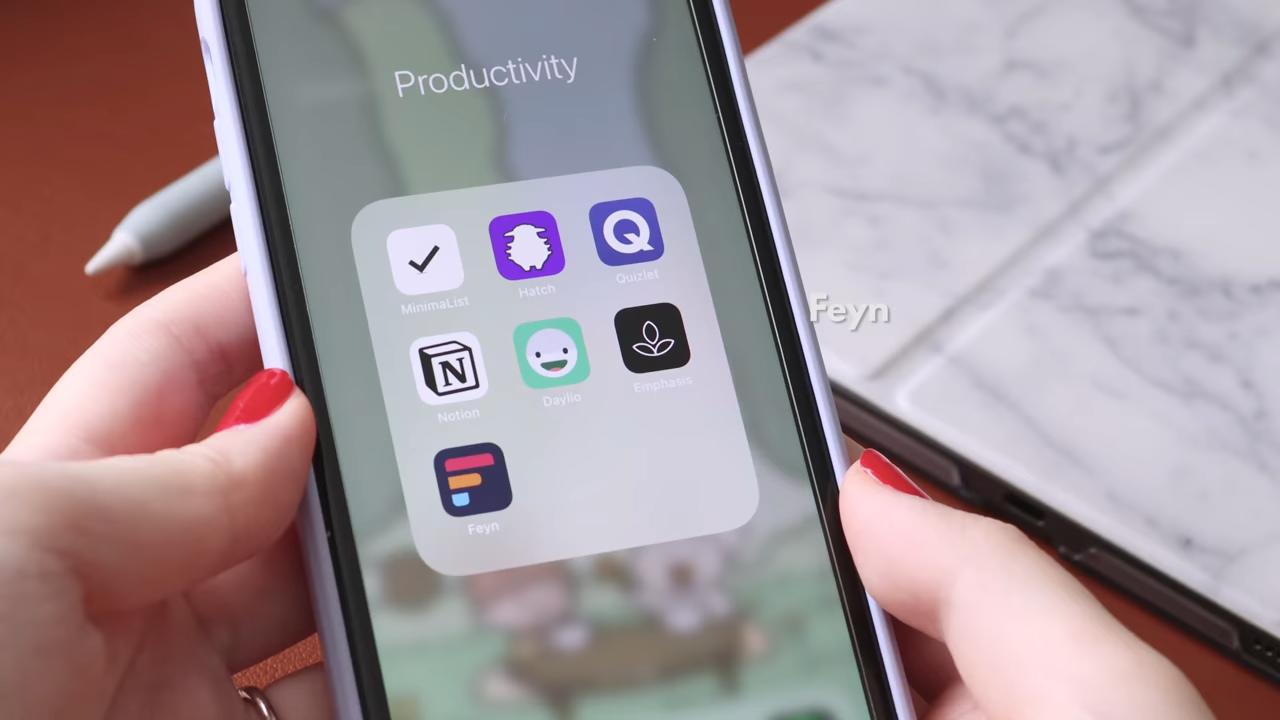 Productivity
MinimaList
Hatch
Q
Quizlet
Feyn
N
Notion
Daylio
Emphasis
Feyn